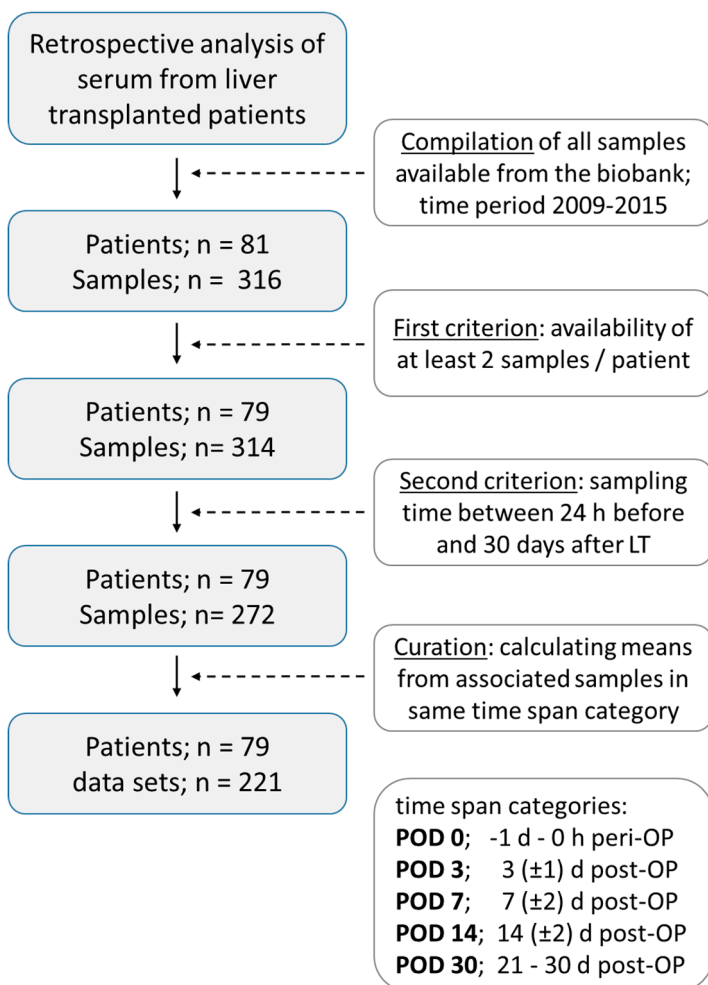 Retrospective analysis of
serum from liver
transplanted patients
Compilation of all samples
available from the biobank;
time period 2009-2015
Patients; n = 81
Samples; n =  316
First criterion: availability of
at least 2 samples / patient
Patients; n = 79
Samples; n= 314
Second criterion: sampling
time between 24 h before
and 30 days after LT
Patients; n = 79
Samples; n= 272
Curation: calculating means
from associated samples in
same time span category
Patients; n = 79
data sets; n = 221
time span categories:
POD 0;  -1 d - 0 h peri-OP
POD 3;    3 (±1) d post-OP
POD 7;    7 (±2) d post-OP
POD 14;  14 (±2) d post-OP
POD 30;  21 - 30 d post-OP